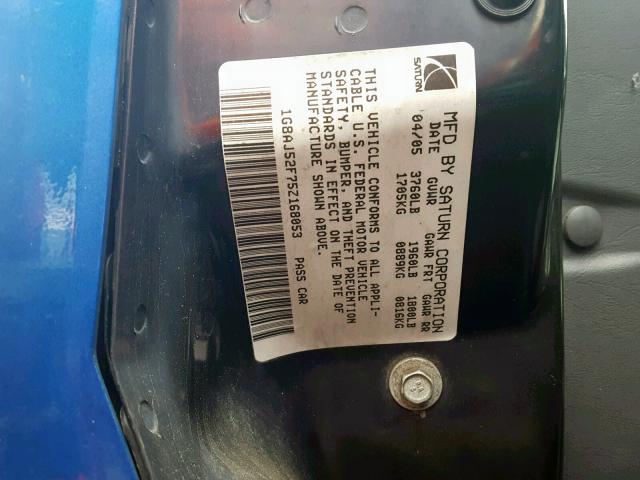 SATURN
MFD BY SATURN CORPORATION
DATE GVWR GAWR FRT GAWR RR
04/05 3760LB 1960LB 1800LB
1705KG 0889KG 0816KG
THIS VEHICLE CONFORMS TO ALL APPLI-
CABLE U.S. FEDERAL MOTOR VEHICLE
SAFETY, BUMPER, AND THEFT PREVENTION
STANDARDS IN EFFECT ON THE DATE OF
MANUFACTURE SHOWN ABOVE.
1G8AJ52F75Z168053 PASS CAR